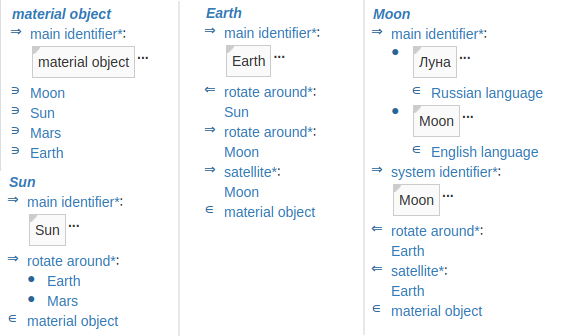 material object
⇒ main identifier*:
material object ...
∋ Moon
∋ Sun
∋ Mars
∋ Earth
Sun
⇒ main identifier*:
Sun ...
⇒ rotate around*:
• Earth
• Mars
∈ material object
Earth
⇒ main identifier*:
Earth ...
⇐ rotate around*:
Sun
⇒ rotate around*:
Moon
⇒ satellite*:
Moon
∈ material object
Moon
⇒ main identifier*:
• Луна ...
∈ Russian language
• Moon ...
∈ English language
⇒ system identifier*:
Moon ...
⇐ rotate around*:
Earth
⇐ satellite*:
Earth
∈ material object